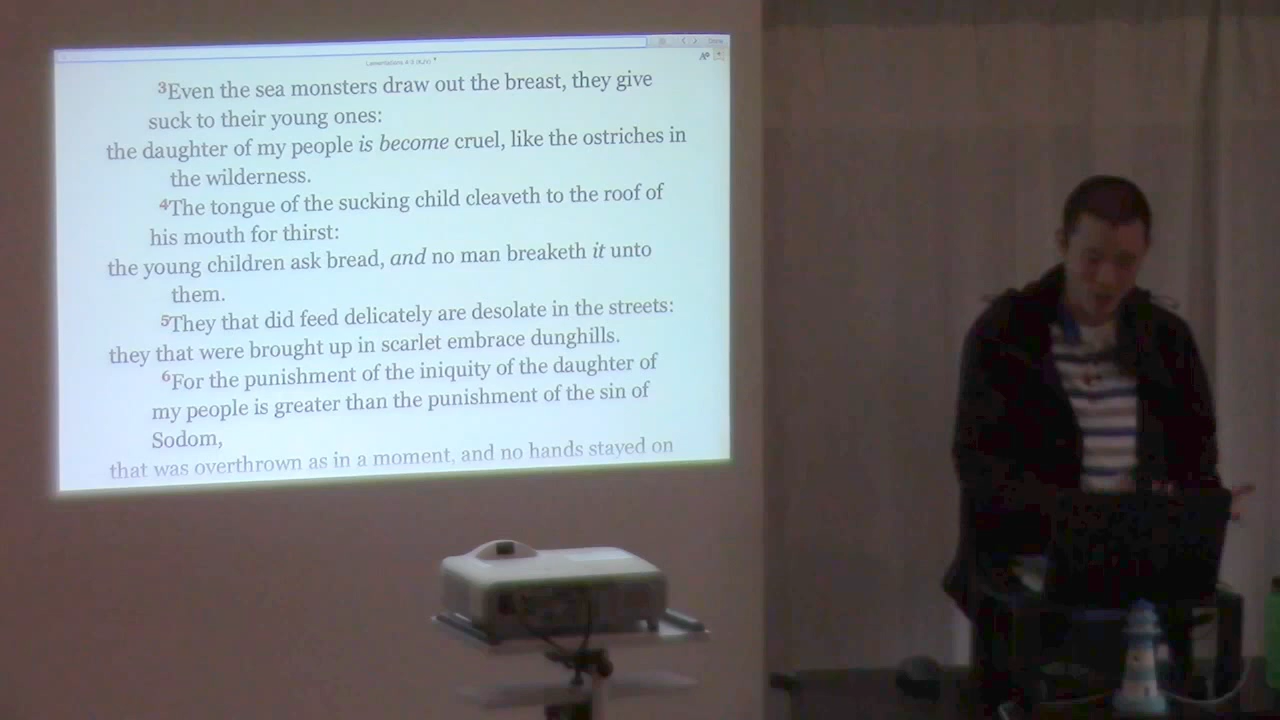 Done
Lamentations 4:3 (KJV)
³Even the sea monsters draw out the breast, they give
suck to their young ones:
the daughter of my people is become cruel, like the ostriches in
the wilderness.
⁴The tongue of the sucking child cleaveth to the roof of
his mouth for thirst:
the young children ask bread, and no man breaketh it unto
them.
⁵They that did feed delicately are desolate in the streets:
they that were brought up in scarlet embrace dunghills.
⁶For the punishment of the iniquity of the daughter of
my people is greater than the punishment of the sin of
Sodom,
that was overthrown as in a moment, and no hands stayed on